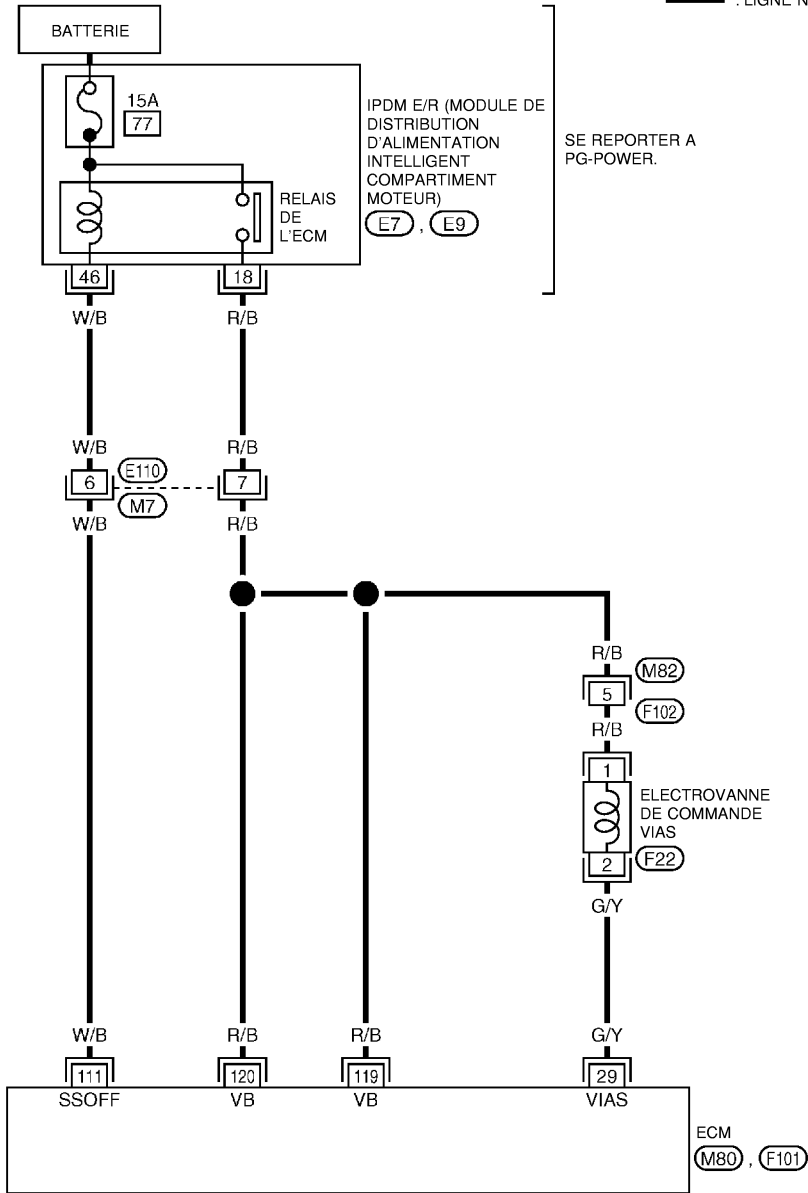 : LIGNE N
BATTERIE
15A
77
IPDM E/R (MODULE DE
DISTRIBUTION
D'ALIMENTATION
INTELLIGENT
COMPARTIMENT
MOTEUR)
E7 , E9
SE REPORTER A
PG-POWER.
RELAIS
DE
L'ECM
46 18
W/B R/B
W/B R/B
6 E110 7
M7
W/B R/B
R/B M82
5
F102
R/B
1
ELECTROVANNE
DE COMMANDE
VIAS
2 F22
G/Y
W/B R/B R/B G/Y
111 120 119 29
SSOFF VB VB VIAS
ECM
M80 , F101